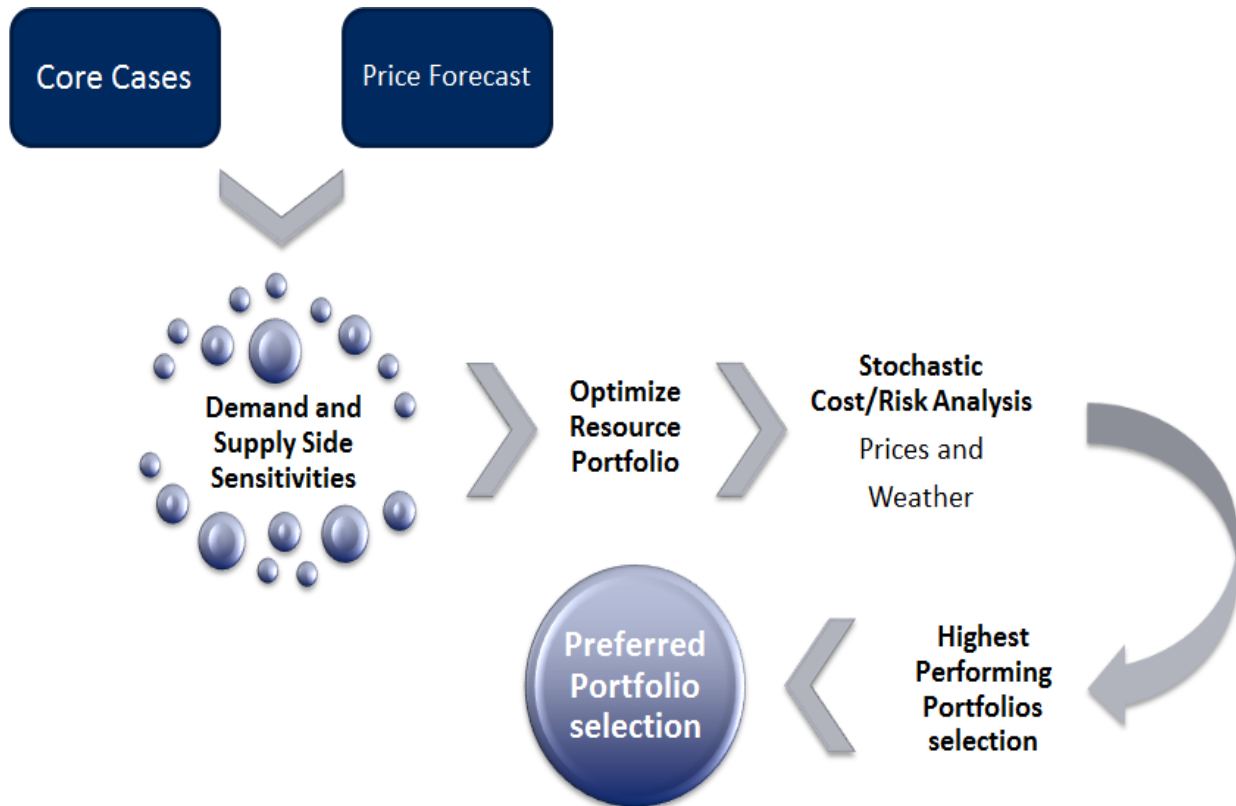 Core Cases
Price Forecast
Demand and
Supply Side
Sensitivities
Optimize
Resource
Portfolio
Stochastic
Cost/Risk Analysis
Prices and
Weather
Highest
Performing
Portfolios
selection
Preferred
Portfolio
selection